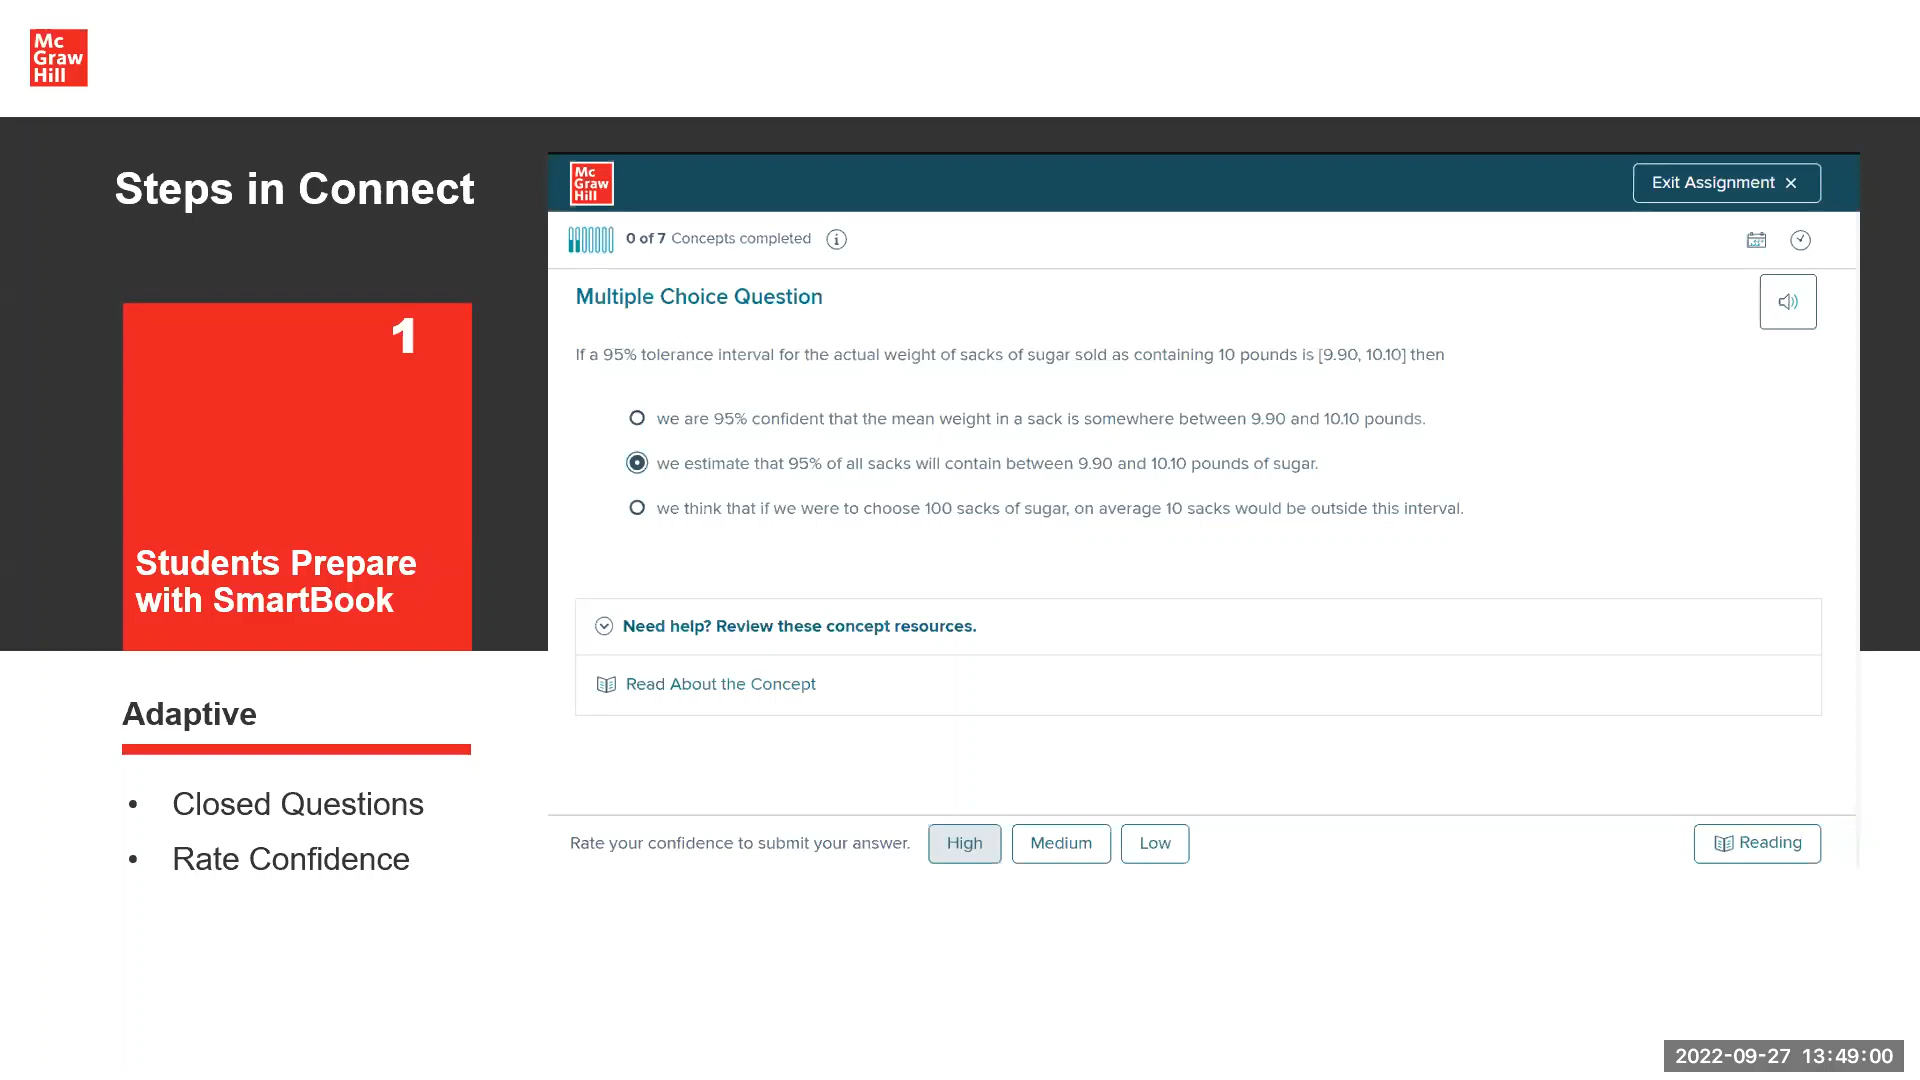 Mc
Graw
Hill
Steps in Connect
1
Students Prepare
with SmartBook
Adaptive
• Closed Questions
• Rate Confidence
Mc
Graw
Hill
Exit Assignment ×
0 of 7 Concepts completed
Multiple Choice Question
If a 95% tolerance interval for the actual weight of sacks of sugar sold as containing 10 pounds is [9.90, 10.10] then
we are 95% confident that the mean weight in a sack is somewhere between 9.90 and 10.10 pounds.
we estimate that 95% of all sacks will contain between 9.90 and 10.10 pounds of sugar.
we think that if we were to choose 100 sacks of sugar, on average 10 sacks would be outside this interval.
Need help? Review these concept resources.
Read About the Concept
Rate your confidence to submit your answer. High Medium Low Reading
2022-09-27 13:49:00